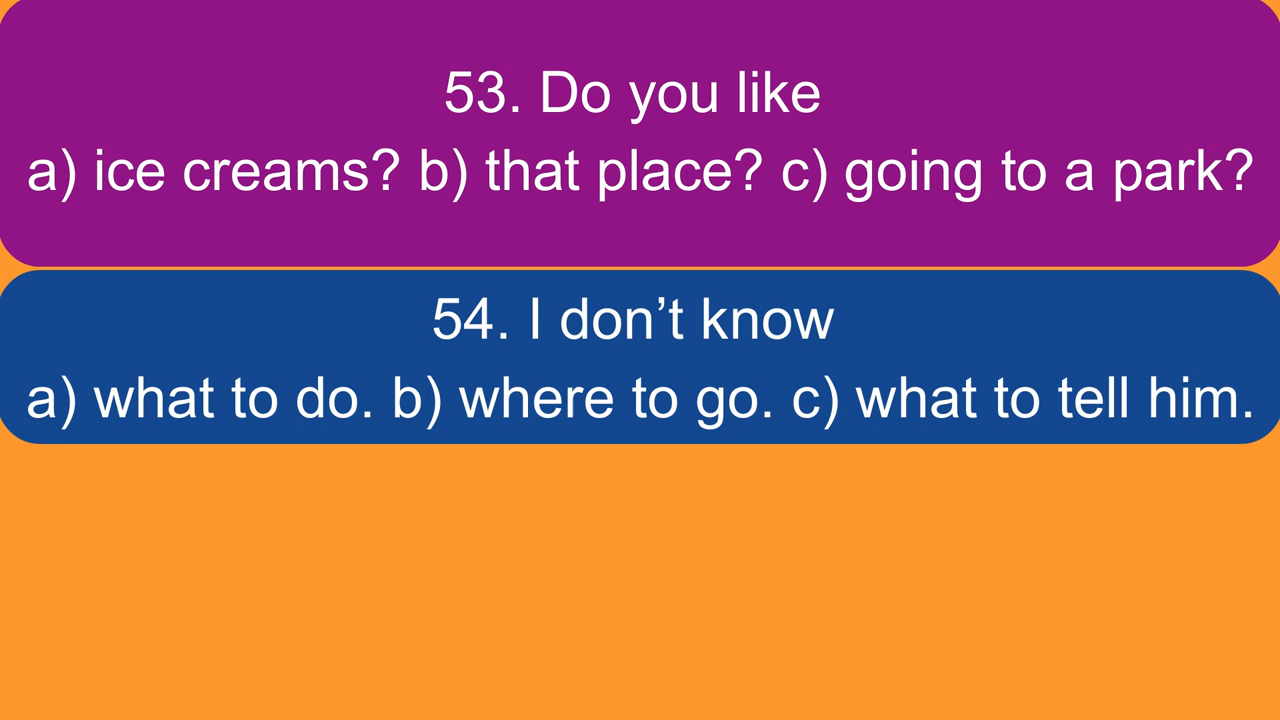 53. Do you like
a) ice creams? b) that place? c) going to a park?
54. I don’t know
a) what to do. b) where to go. c) what to tell him.